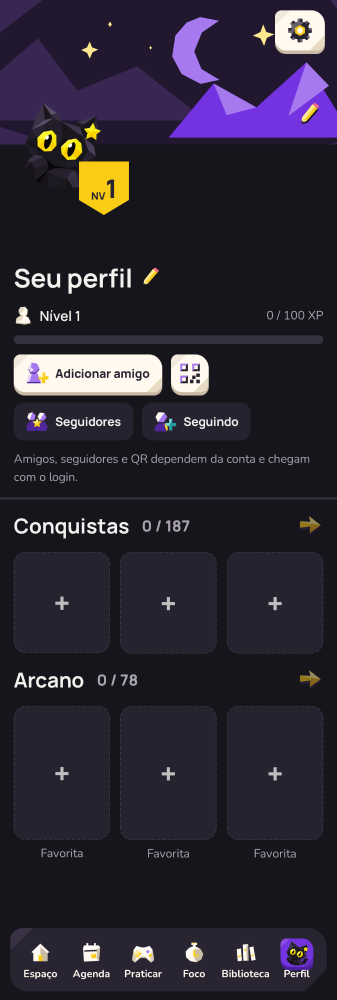 NV 1
Seu perfil
Nível 1
0 / 100 XP
Adicionar amigo
Seguidores
Seguindo
Amigos, seguidores e QR dependem da conta e chegam
com o login.
Conquistas 0 / 187
+ + +
Arcano 0 / 78
+ + +
Favorita Favorita Favorita
Espaço Agenda Praticar Foco Biblioteca Perfil